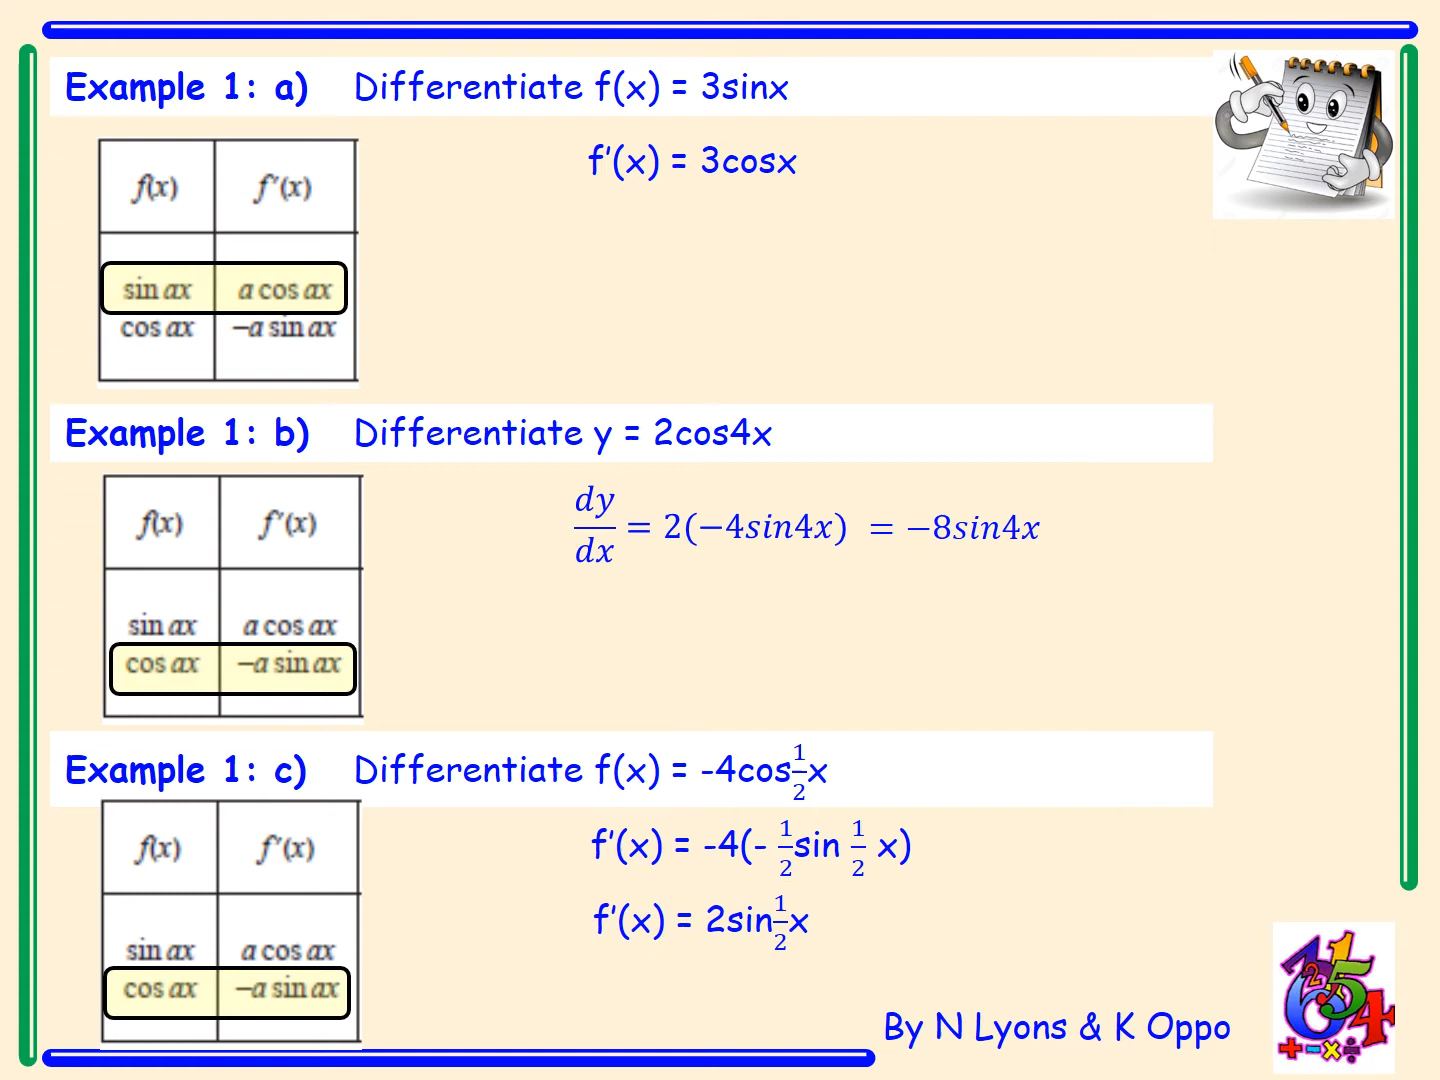 Example 1: a) Differentiate f(x) = 3sinx
f'(x) = 3cosx
f(x) f'(x)
sin ax a cos ax
cos ax −a sin ax
Example 1: b) Differentiate y = 2cos4x
dy/dx = 2(−4sin4x) = −8sin4x
f(x) f'(x)
sin ax a cos ax
cos ax −a sin ax
Example 1: c) Differentiate f(x) = -4cos1/2x
f'(x) = -4(- 1/2sin 1/2 x)
f'(x) = 2sin1/2x
f(x) f'(x)
sin ax a cos ax
cos ax −a sin ax
By N Lyons & K Oppo